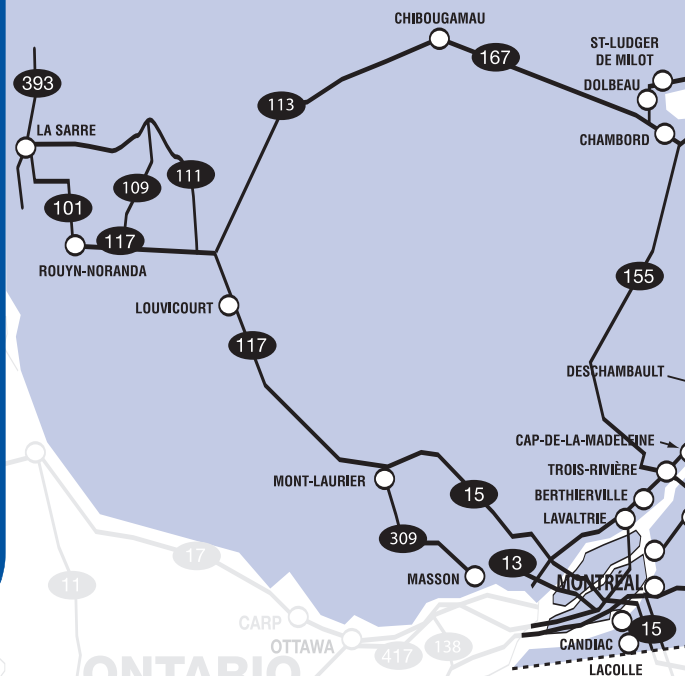 CHIBOUGAMAU
167
ST-LUDGER
DE MILOT
DOLBEAU
393
113
LA SARRE
CHAMBORD
109
111
101
117
ROUYN-NORANDA
155
LOUVICOURT
117
DESCHAMBAULT
CAP-DE-LA-MADELEINE
TROIS-RIVIÈRE
MONT-LAURIER
15
BERTHIERVILLE
LAVALTRIE
309
17
13
MASSON
MONTRÉAL
11
CARP
OTTAWA
417
138
15
CANDIAC
ONTARIO
LACOLLE